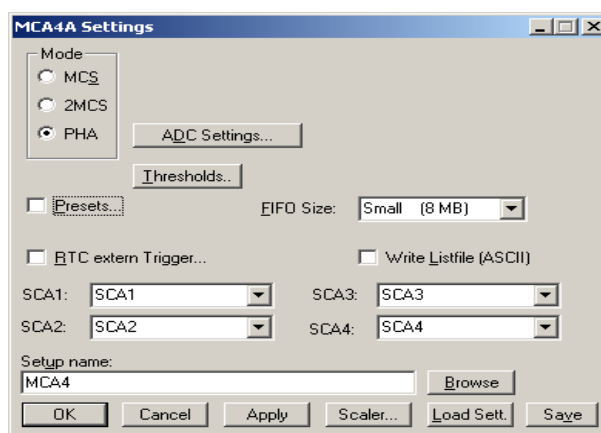 MCA4A Settings
Mode
MCS
2MCS
PHA
ADC Settings...
Thresholds..
Presets...
FIFO Size: Small (8 MB)
RTC extern Trigger...
Write Listfile (ASCII)
SCA1: SCA1
SCA3: SCA3
SCA2: SCA2
SCA4: SCA4
Setup name:
MCA4
Browse
OK Cancel Apply Scaler... Load Sett. Save